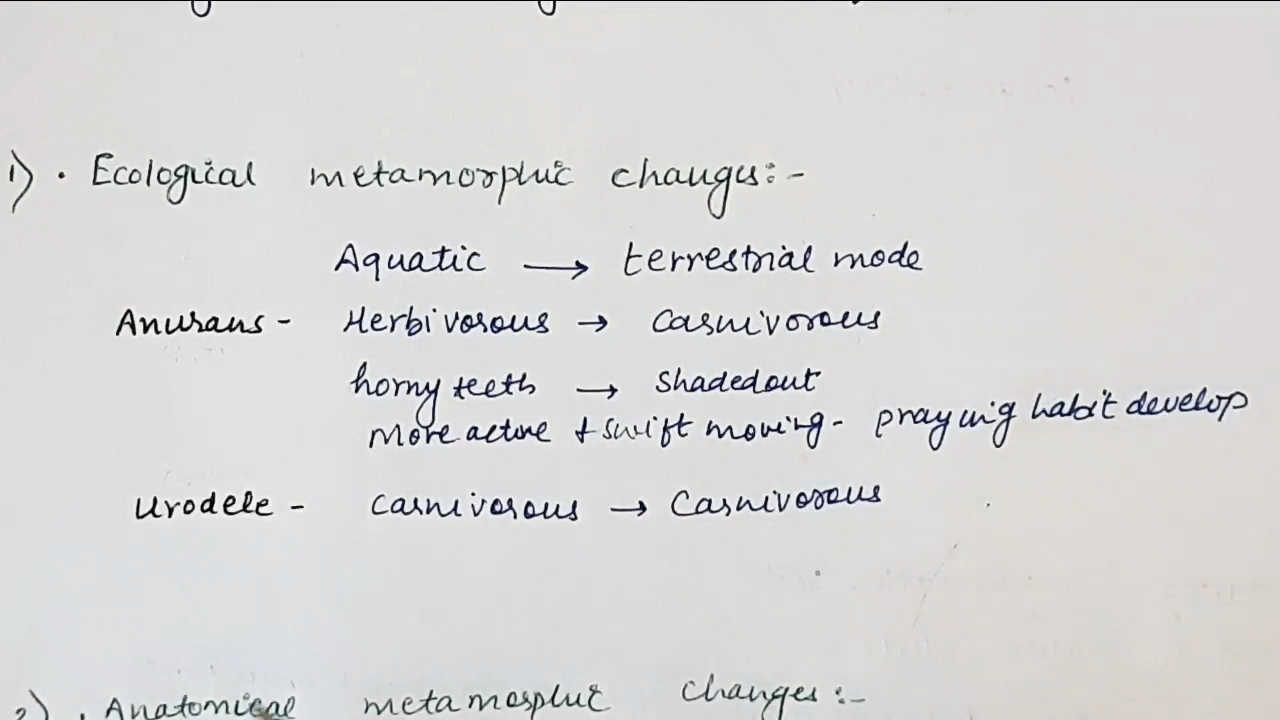 1) . Ecological metamorphic changes:-
Aquatic → terrestrial mode
Anurans - Herbivorous → Carnivorous
horny teeth → Shadedout
More active + swift moving - praying habit develop
Urodele - Carnivorous → Carnivorous
2) . Anatomical metamorphic changes :-